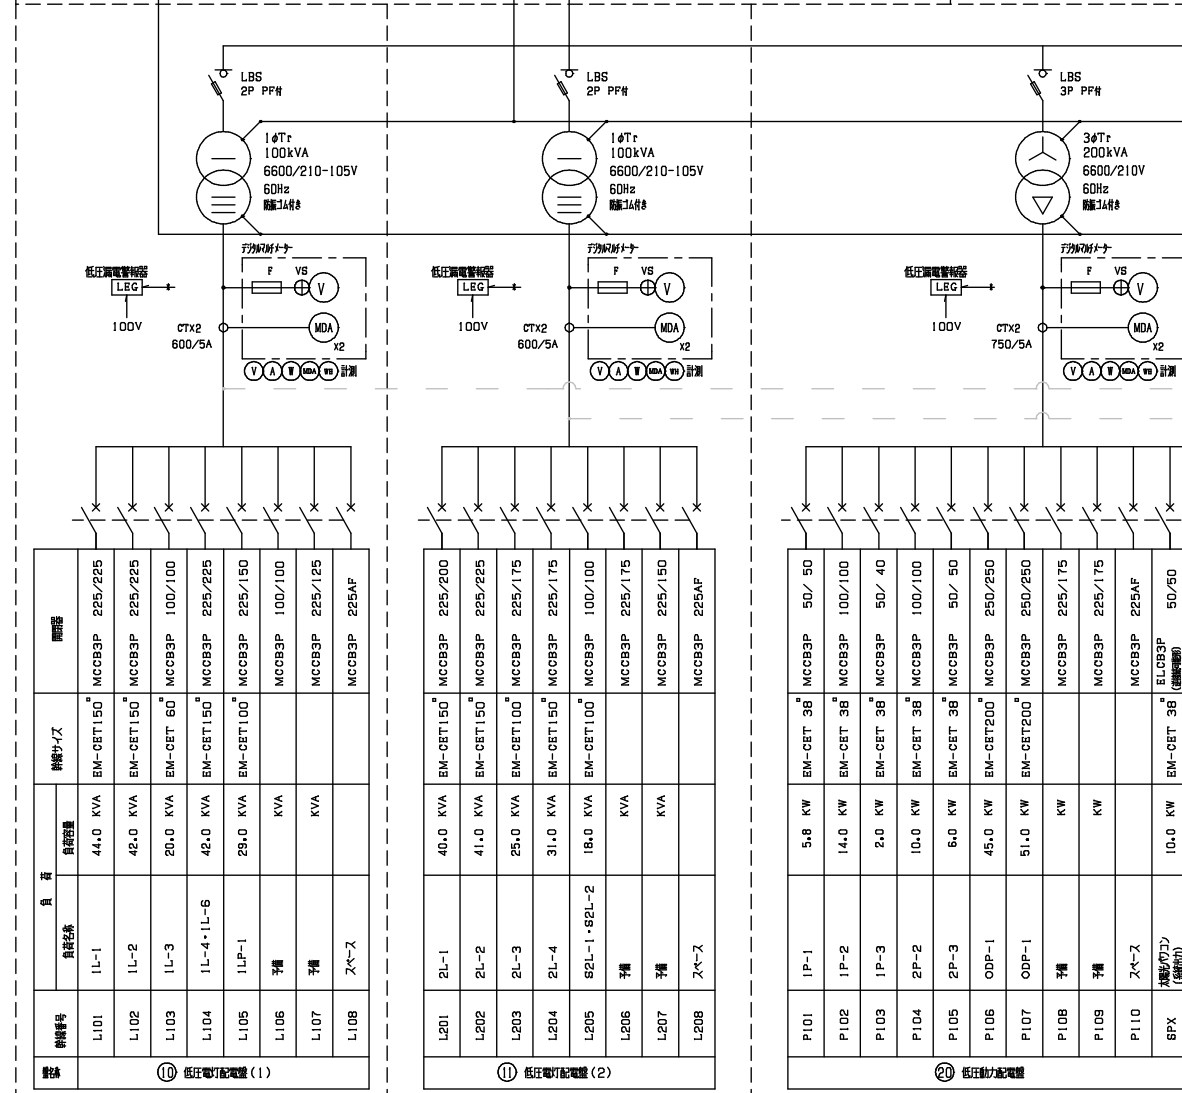 LBS
2P PF付
1φTr
100kVA
6600/210-105V
60Hz
防振ゴム付き
デジタルマルチメーター
低圧漏電警報器
LEG
100V
F
VS
V
CTX2
600/5A
MDA
X2
V A W MDA WH 計測
LBS
2P PF付
1φTr
100kVA
6600/210-105V
60Hz
防振ゴム付き
デジタルマルチメーター
低圧漏電警報器
LEG
100V
F
VS
V
CTX2
600/5A
MDA
X2
V A W MDA WH 計測
LBS
3P PF付
3φTr
200kVA
6600/210V
60Hz
防振ゴム付き
デジタルマルチメーター
低圧漏電警報器
LEG
100V
F
VS
V
CTX2
750/5A
MDA
X2
V A W MDA WH 計測
盤名称
幹線番号
負荷
負荷名称
負荷容量
幹線サイズ
開閉器
L101 1L-1 44.0 KVA EM-CET150□ MCCB3P 225/225
L102 1L-2 42.0 KVA EM-CET150□ MCCB3P 225/225
L103 1L-3 20.0 KVA EM-CET 60□ MCCB3P 100/100
L104 1L-4・1L-6 42.0 KVA EM-CET150□ MCCB3P 225/225
L105 1LP-1 29.0 KVA EM-CET100□ MCCB3P 225/150
L106 予備 KVA MCCB3P 100/100
L107 予備 KVA MCCB3P 225/125
L108 スペース MCCB3P 225AF
⑩ 低圧電灯配電盤(1)
L201 2L-1 40.0 KVA EM-CET150□ MCCB3P 225/200
L202 2L-2 41.0 KVA EM-CET150□ MCCB3P 225/225
L203 2L-3 25.0 KVA EM-CET100□ MCCB3P 225/175
L204 2L-4 31.0 KVA EM-CET150□ MCCB3P 225/175
L205 S2L-1・S2L-2 18.0 KVA EM-CET100□ MCCB3P 100/100
L206 予備 KVA MCCB3P 225/175
L207 予備 KVA MCCB3P 225/150
L208 スペース MCCB3P 225AF
⑪ 低圧電灯配電盤(2)
P101 1P-1 5.8 KW EM-CET 38□ MCCB3P 50/ 50
P102 1P-2 14.0 KW EM-CET 38□ MCCB3P 100/100
P103 1P-3 2.0 KW EM-CET 38□ MCCB3P 50/ 40
P104 2P-2 10.0 KW EM-CET 38□ MCCB3P 100/100
P105 2P-3 6.0 KW EM-CET 38□ MCCB3P 50/ 50
P106 ODP-1 45.0 KW EM-CET200□ MCCB3P 250/250
P107 ODP-1 51.0 KW EM-CET200□ MCCB3P 250/250
P108 予備 KW MCCB3P 225/175
P109 予備 KW MCCB3P 225/175
P110 スペース MCCB3P 225AF
SPX 太陽光パワコン (系統出力) 10.0 KW EM-CET 38□ ELCB3P 50/50
⑳ 低圧動力配電盤